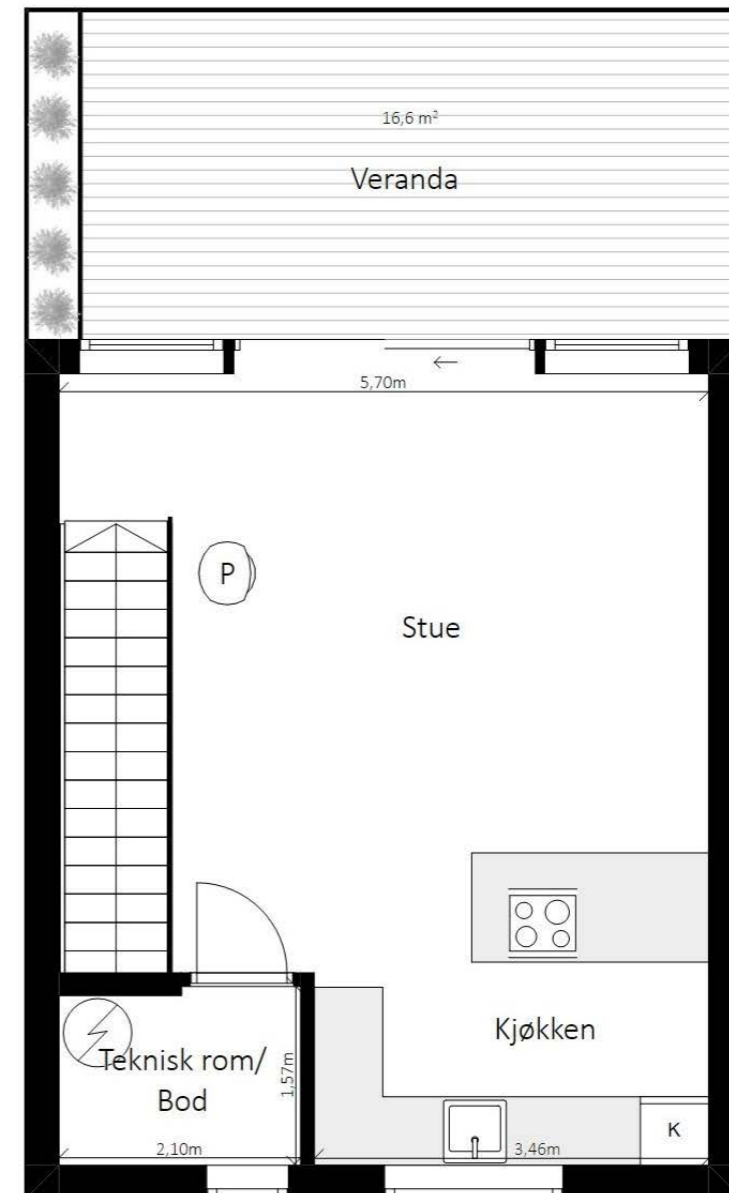 16,6 m²
Veranda
5,70m
P
Stue
Kjøkken
Teknisk rom/
Bod
1,57m
2,10m
3,46m
K